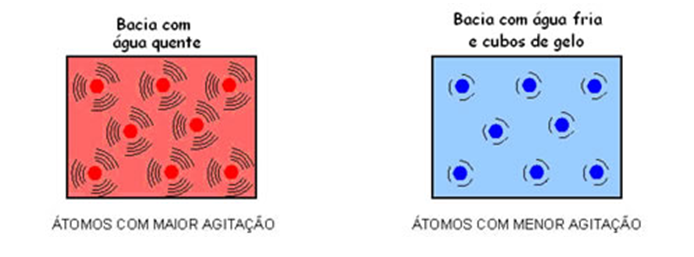 Bacia com
água quente
Bacia com água fria
e cubos de gelo
ÁTOMOS COM MAIOR AGITAÇÃO
ÁTOMOS COM MENOR AGITAÇÃO